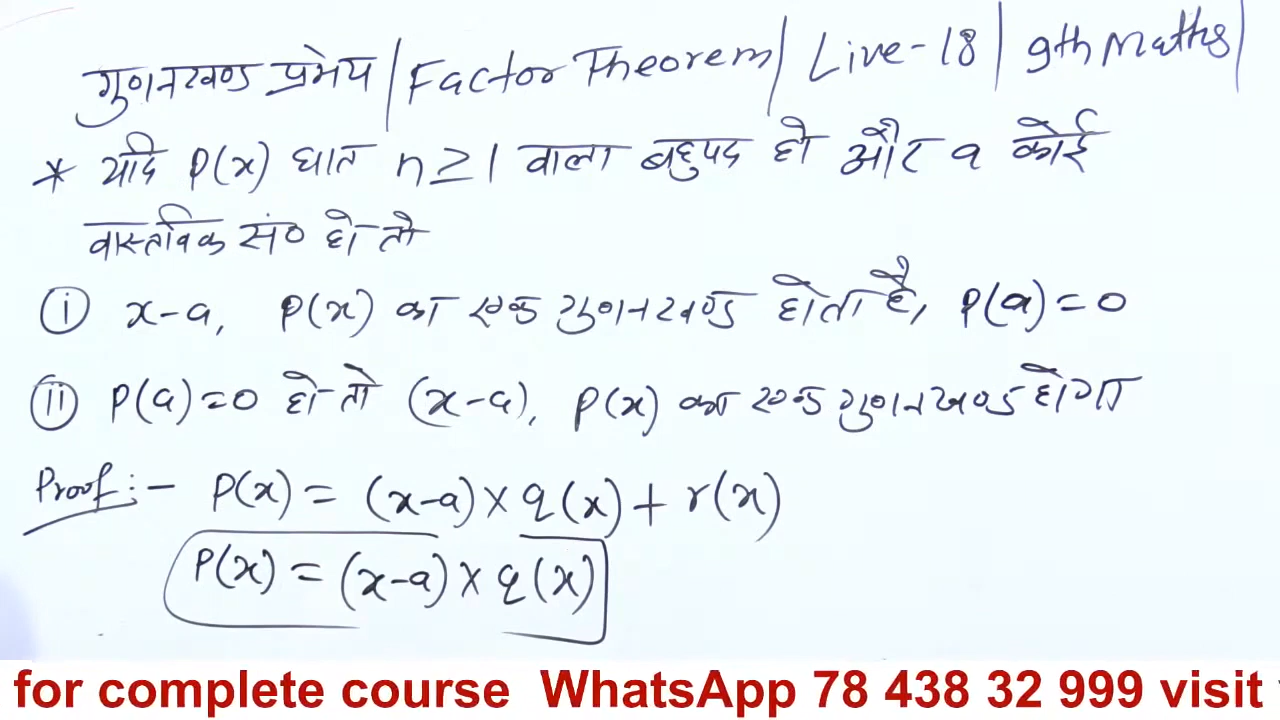 गुणनखण्ड प्रमेय | Factor Theorem | Live-18 | 9th Maths |
* यदि P(x) घात n ≥ 1 वाला बहुपद हो और a कोई
वास्तविक सं० हो तो
(i) x-a, P(x) का एक गुणनखण्ड होता है, P(a) = 0
(ii) P(a) = 0 हो तो (x-a), P(x) का एक गुणनखण्ड होगा
Proof :- P(x) = (x-a) × q(x) + r(x)
P(x) = (x-a) × q(x)
for complete course WhatsApp 78 438 32 999 visit